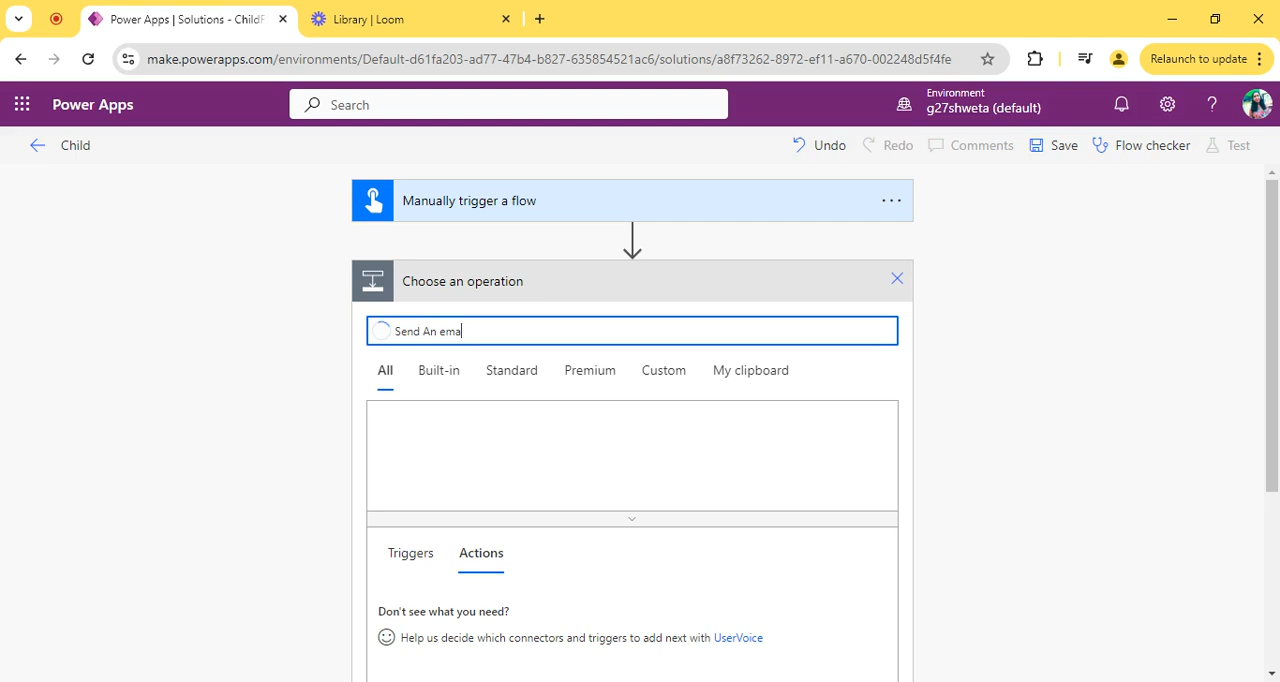 Power Apps | Solutions - ChildF
Library | Loom
make.powerapps.com/environments/Default-d61fa203-ad77-47b4-b827-635854521ac6/solutions/a8f73262-8972-ef11-a670-002248d5f4fe
Relaunch to update
Power Apps
Search
Environment
g27shweta (default)
Child
Undo
Redo
Comments
Save
Flow checker
Test
Manually trigger a flow
Choose an operation
Send An ema
All
Built-in
Standard
Premium
Custom
My clipboard
Triggers
Actions
Don't see what you need?
Help us decide which connectors and triggers to add next with UserVoice